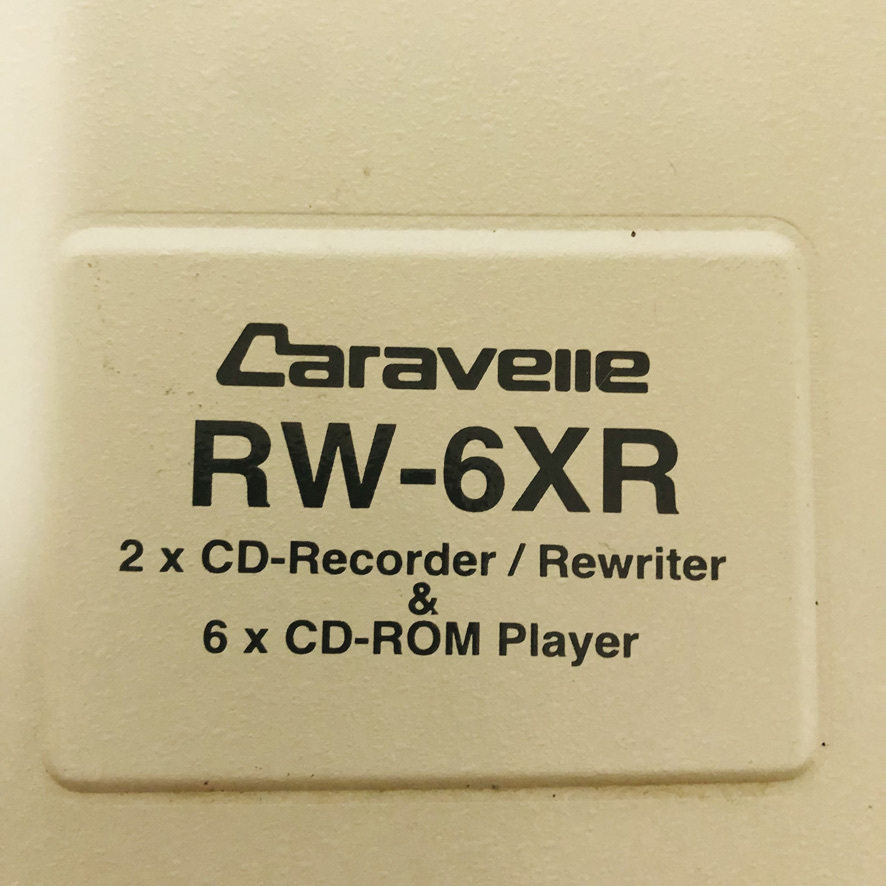 Caravelle
RW-6XR
2 x CD-Recorder / Rewriter
&
6 x CD-ROM Player